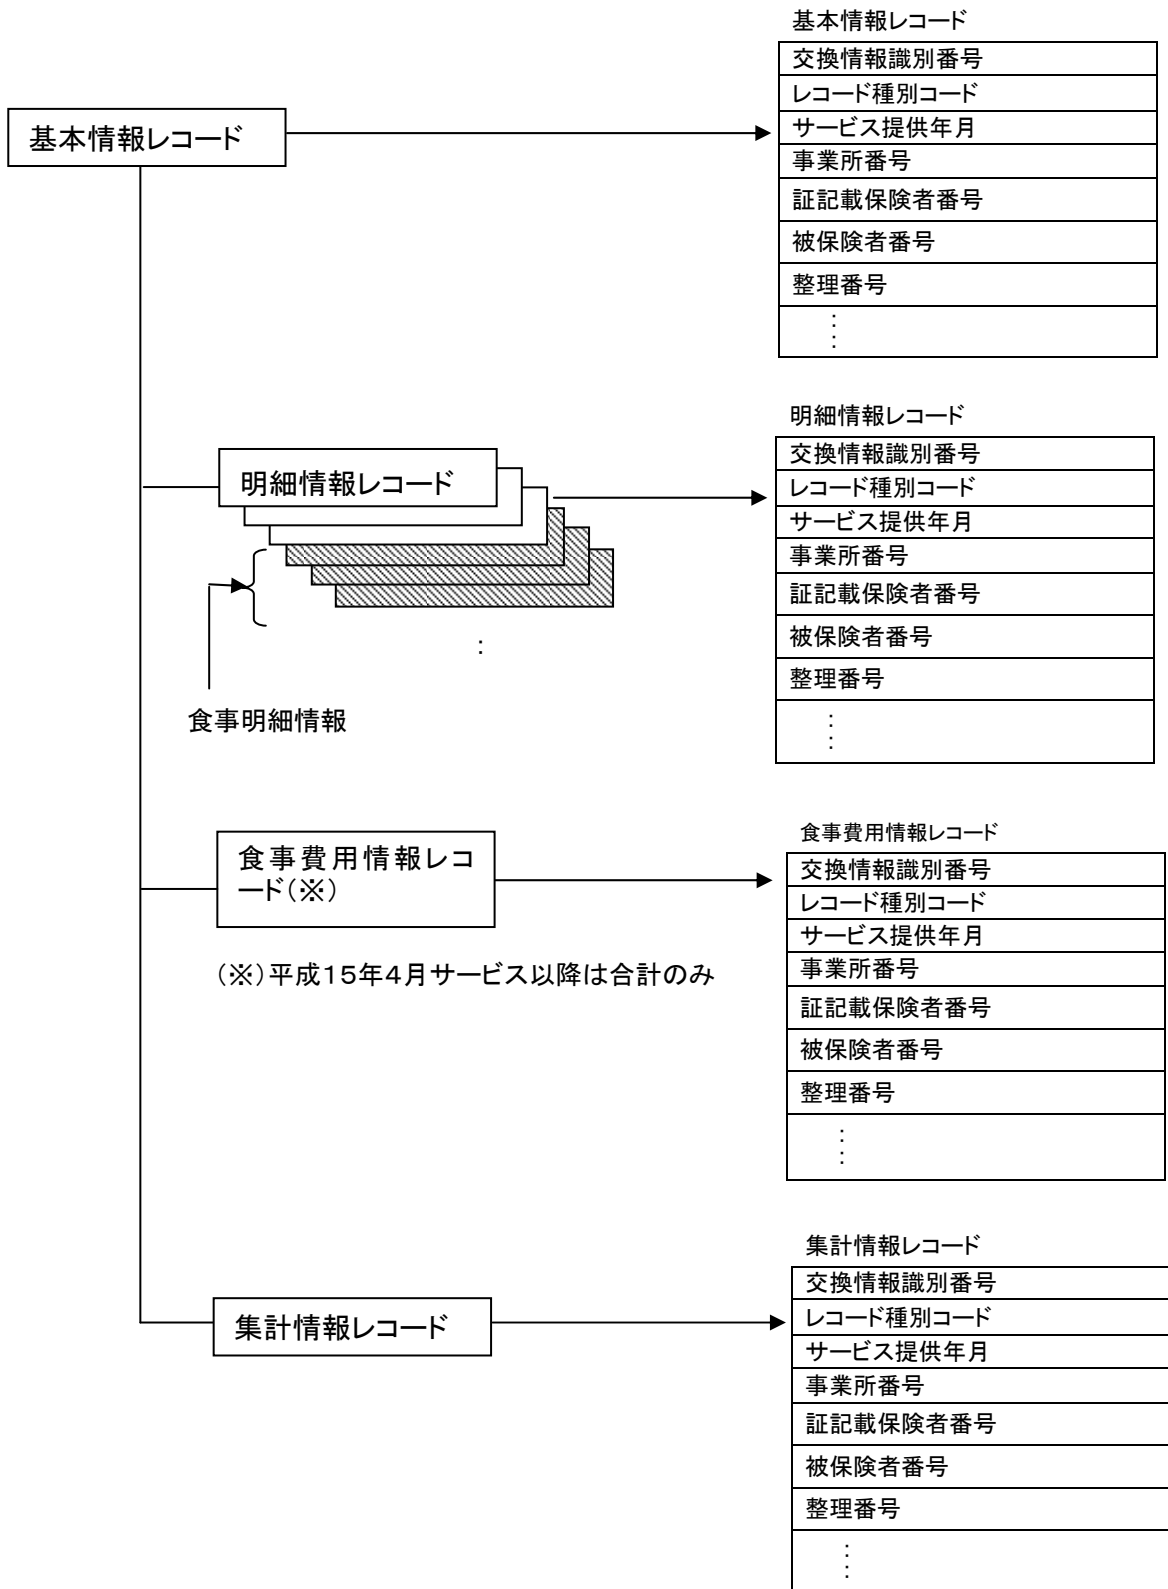 基本情報レコード
交換情報識別番号
レコード種別コード
サービス提供年月
事業所番号
証記載保険者番号
被保険者番号
整理番号
：
：
基本情報レコード
明細情報レコード
交換情報識別番号
レコード種別コード
サービス提供年月
事業所番号
証記載保険者番号
被保険者番号
整理番号
：
：
明細情報レコード
：
食事明細情報
食事費用情報レコード
交換情報識別番号
レコード種別コード
サービス提供年月
事業所番号
証記載保険者番号
被保険者番号
整理番号
：
：
食事費用情報レコ
ード(※)
(※)平成15年4月サービス以降は合計のみ
集計情報レコード
交換情報識別番号
レコード種別コード
サービス提供年月
事業所番号
証記載保険者番号
被保険者番号
整理番号
：
：
集計情報レコード